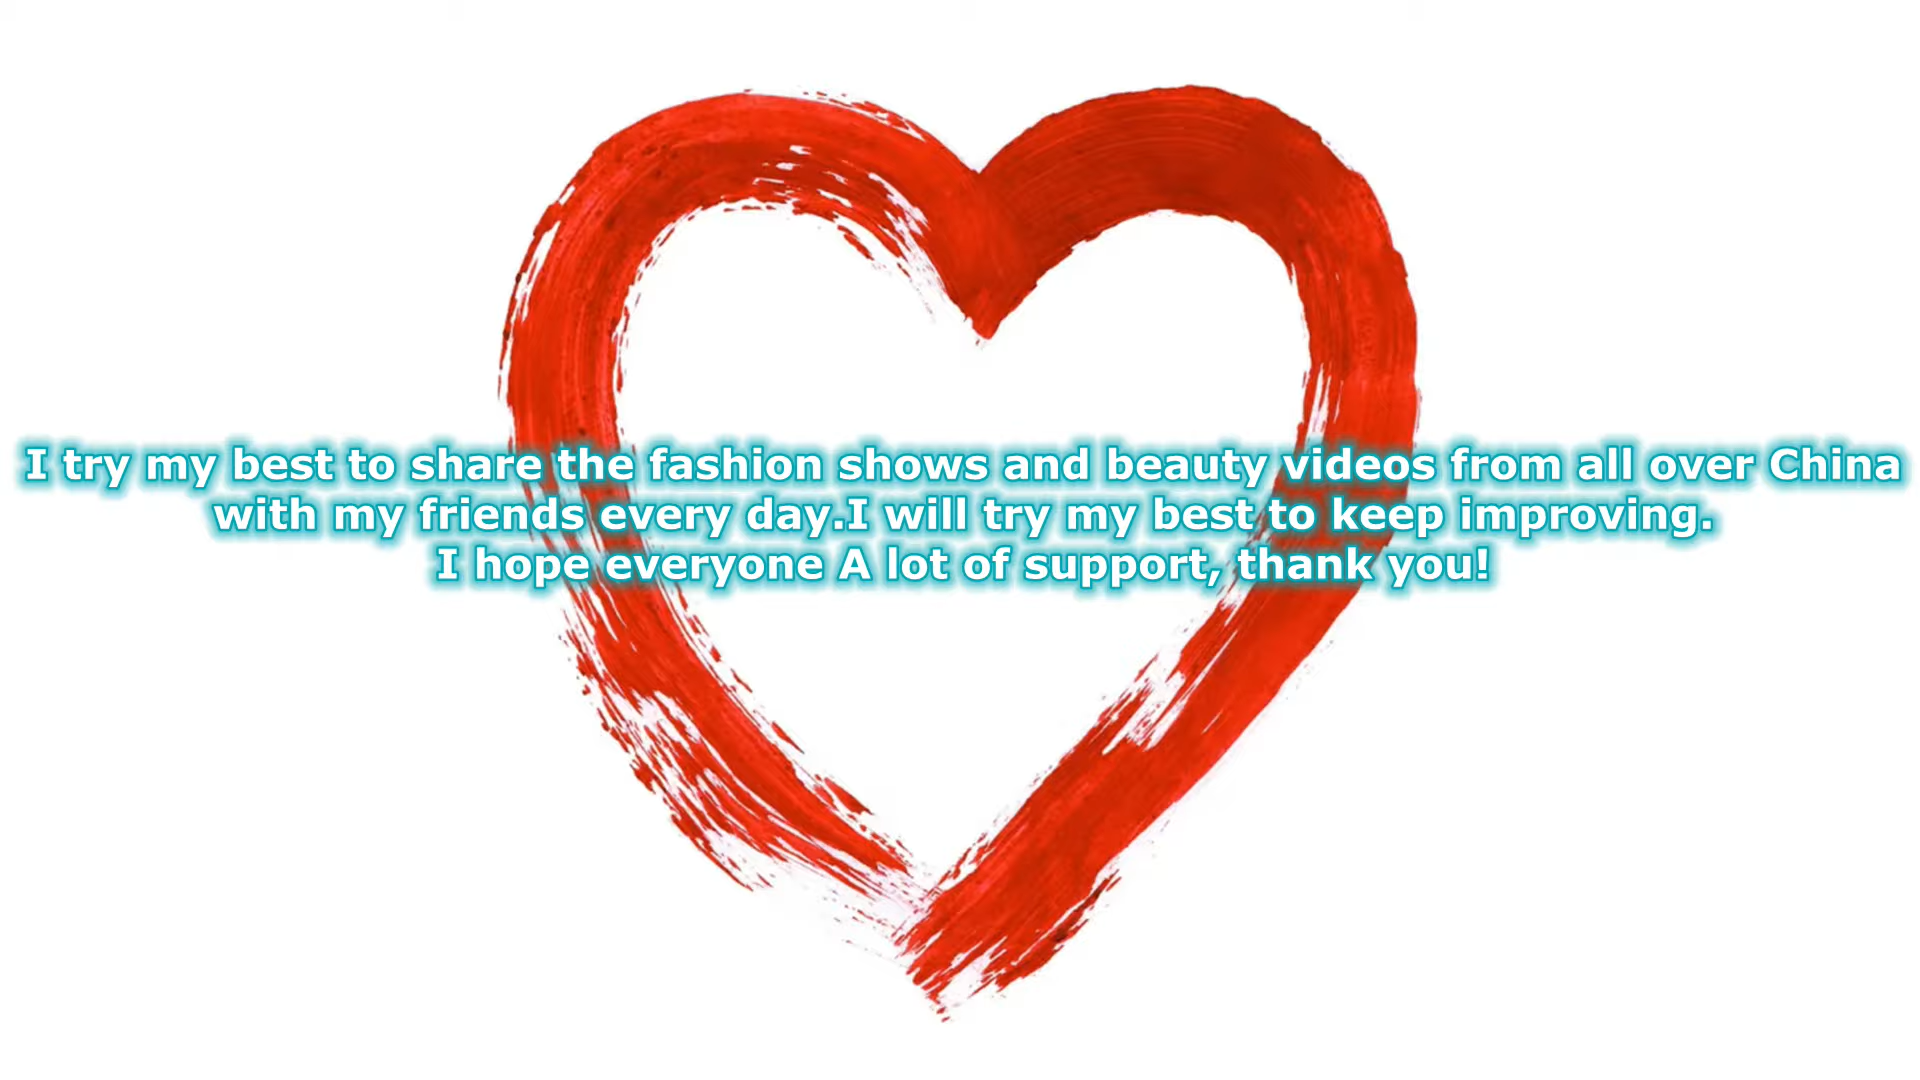 I try my best to share the fashion shows and beauty videos from all over China
with my friends every day.I will try my best to keep improving.
I hope everyone A lot of support, thank you!